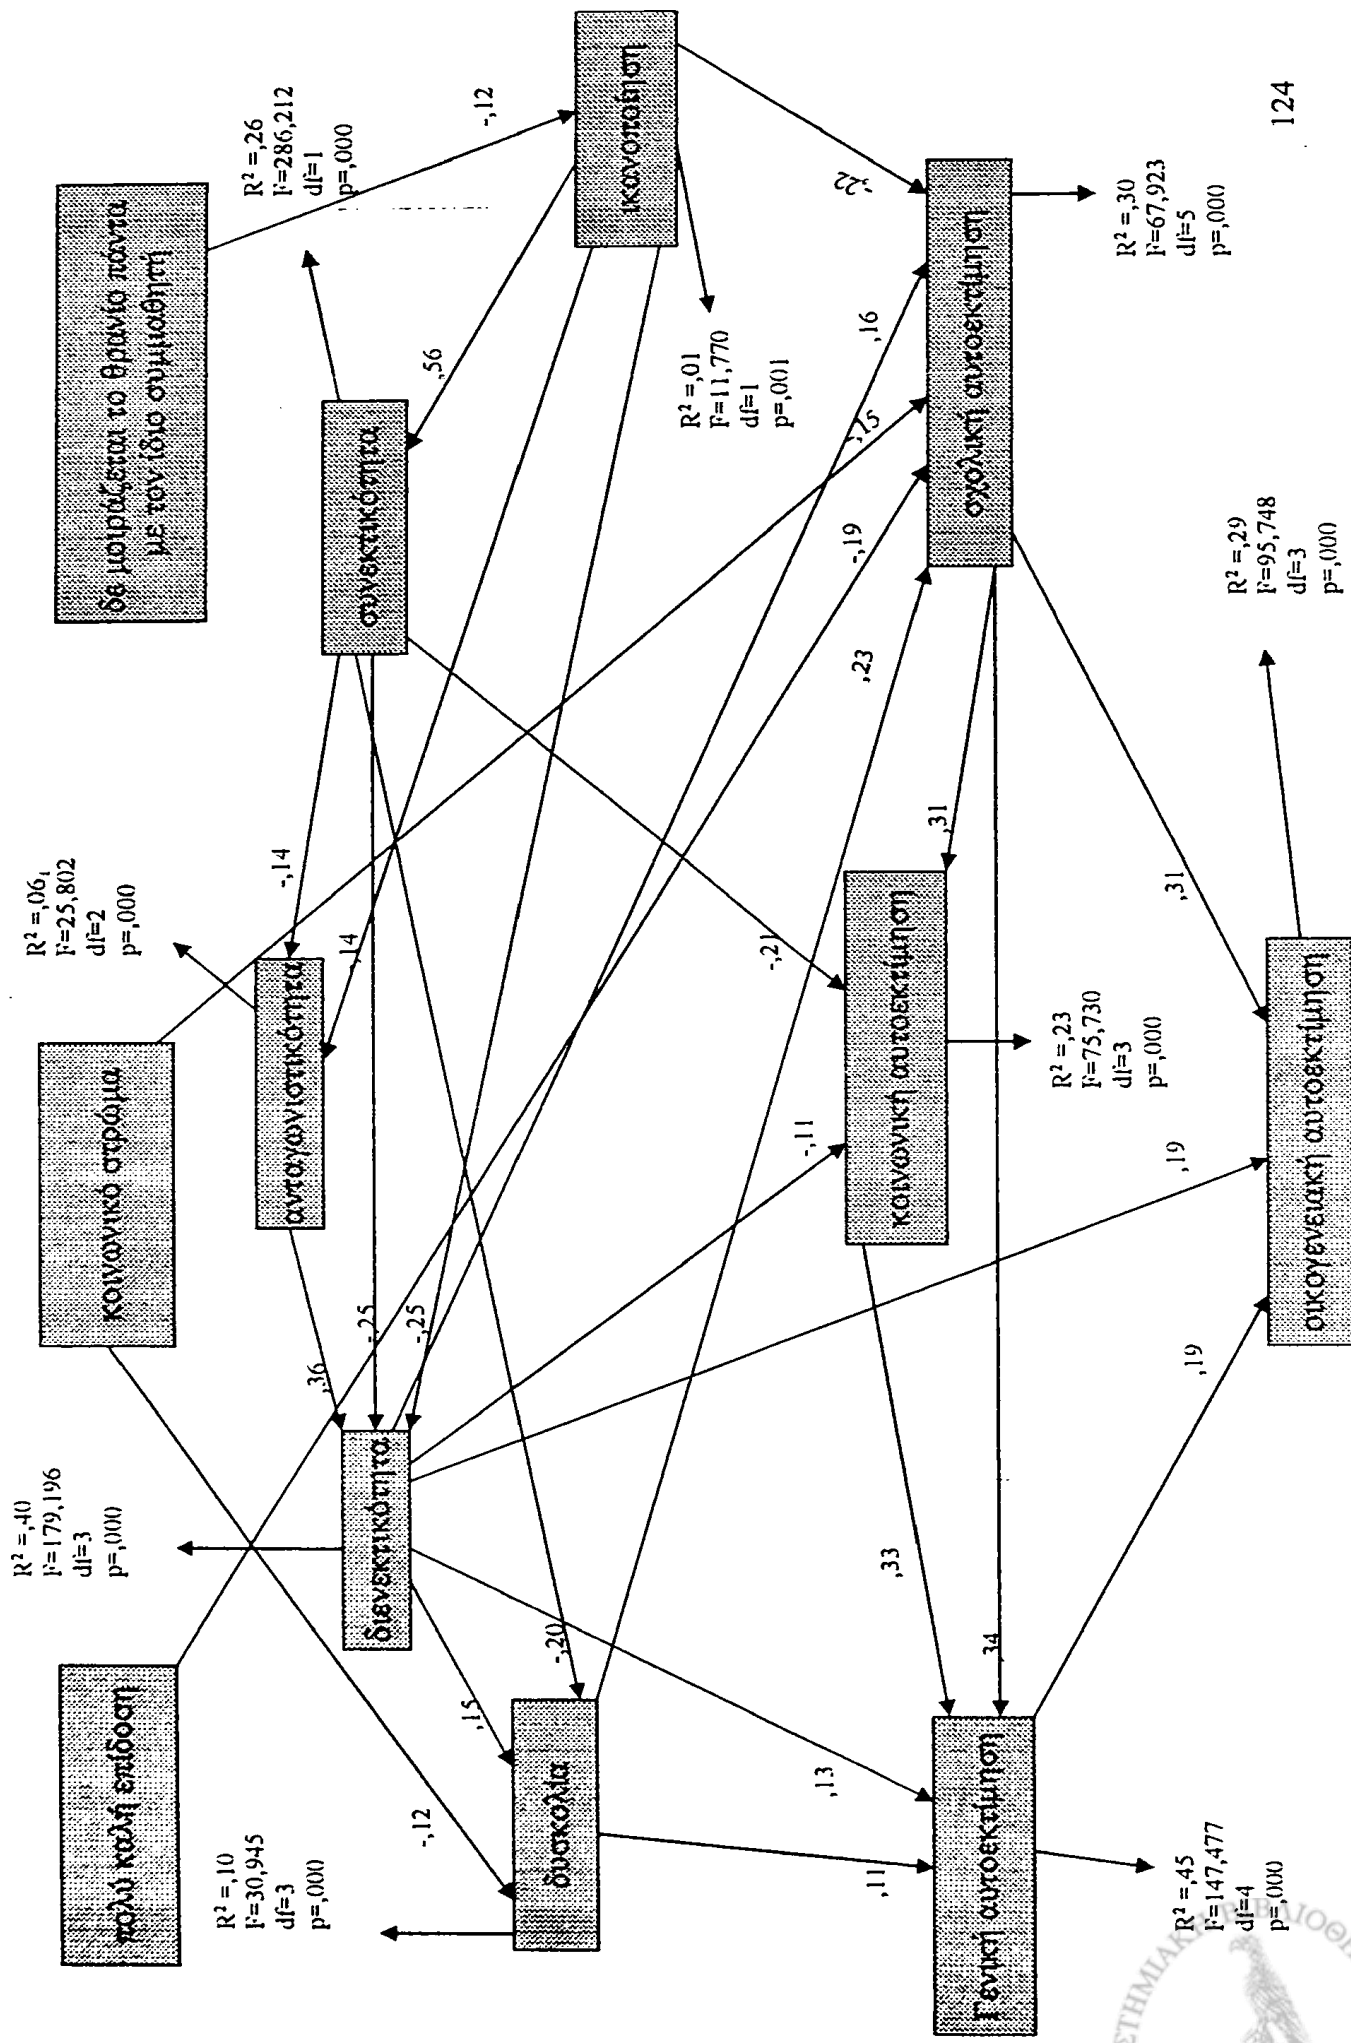 πολύ καλή επίδοση
κοινωνικό στρώμα
δε μοιράζεται το θρανίο πάντα
με τον ίδιο συμμαθητή
R² =,40
F=179,196
df=3
p=,000
R² =,06
F=25,802
df=2
p=,000
R² =,26
F=286,212
df=1
p=,000
ανταγωνιστικότητα
συνεκτικότητα
διενεκτικότητα
-,12
R² =,10
F=30,945
df=3
p=,000
,36
-,25
-,25
-,14
,14
,56
-,12
,15
-,20
δυσκολία
ικανοποίηση
R² =,01
F=11,770
df=1
p=,001
-,11
-,21
,23
-,19
-,15
,16
-,22
,11
,13
,33
,31
κοινωνική αυτοεκτίμηση
σχολική αυτοεκτίμηση
,34
Γενική αυτοεκτίμηση
R² =,23
F=75,730
df=3
p=,000
R² =,30
F=67,923
df=5
p=,000
,19
,19
,31
R² =,45
F=147,477
df=4
p=,000
οικογενειακή αυτοεκτίμηση
R² =,29
F=95,748
df=3
p=,000
124